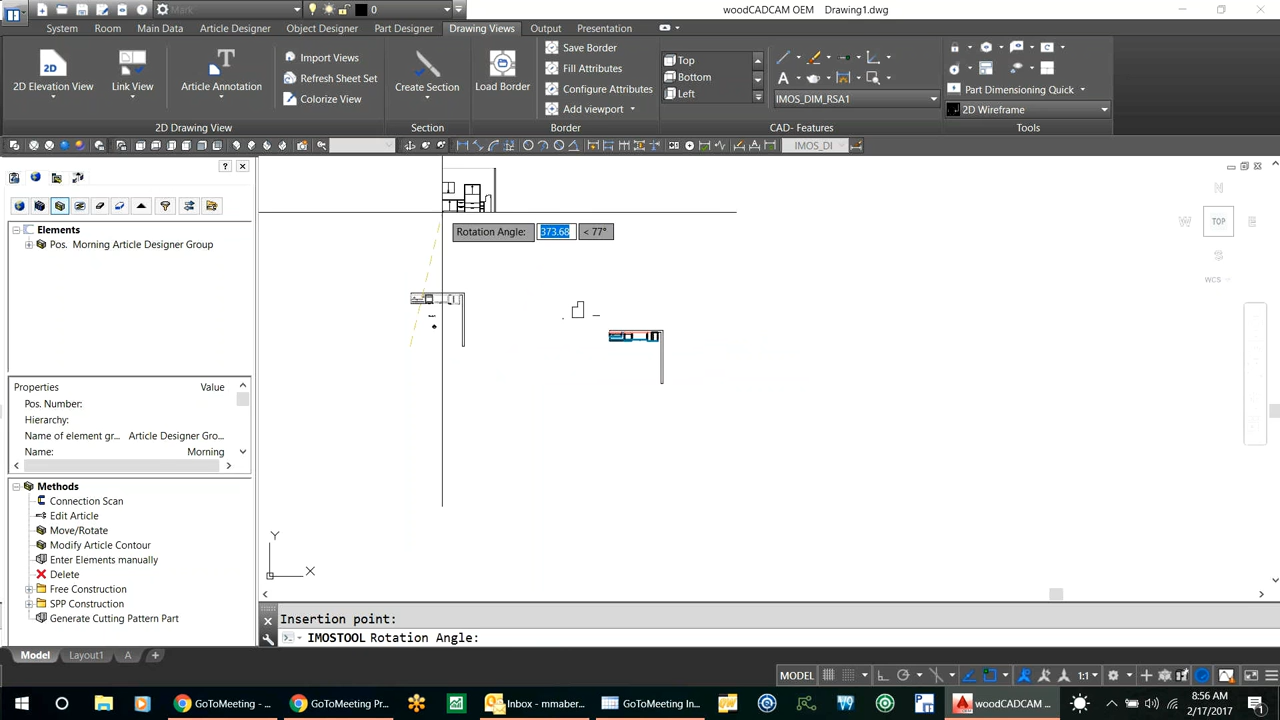 Mark
0
woodCADCAM OEM Drawing1.dwg
System Room Main Data Article Designer Object Designer Part Designer Drawing Views Output Presentation
2D Elevation View
Link View
Article Annotation
Import Views
Refresh Sheet Set
Colorize View
2D Drawing View
Create Section
Section
Load Border
Save Border
Fill Attributes
Configure Attributes
Add viewport
Border
Top
Bottom
Left
IMOS_DIM_RSA1
CAD- Features
Part Dimensioning Quick
2D Wireframe
Tools
IMOS_DI
Elements
Pos. Morning Article Designer Group
Properties Value
Pos. Number:
Hierarchy:
Name of element gr... Article Designer Gro...
Name: Morning
Methods
Connection Scan
Edit Article
Move/Rotate
Modify Article Contour
Enter Elements manually
Delete
Free Construction
SPP Construction
Generate Cutting Pattern Part
Rotation Angle: 373.68 < 77°
N
W TOP E
S
WCS
Y
X
Insertion point:
IMOSTOOL Rotation Angle:
Model Layout1 A +
MODEL 1:1
GoToMeeting - ...
GoToMeeting Pr...
Inbox - mmaber...
GoToMeeting In...
woodCADCAM ...
8:56 AM
2/17/2017